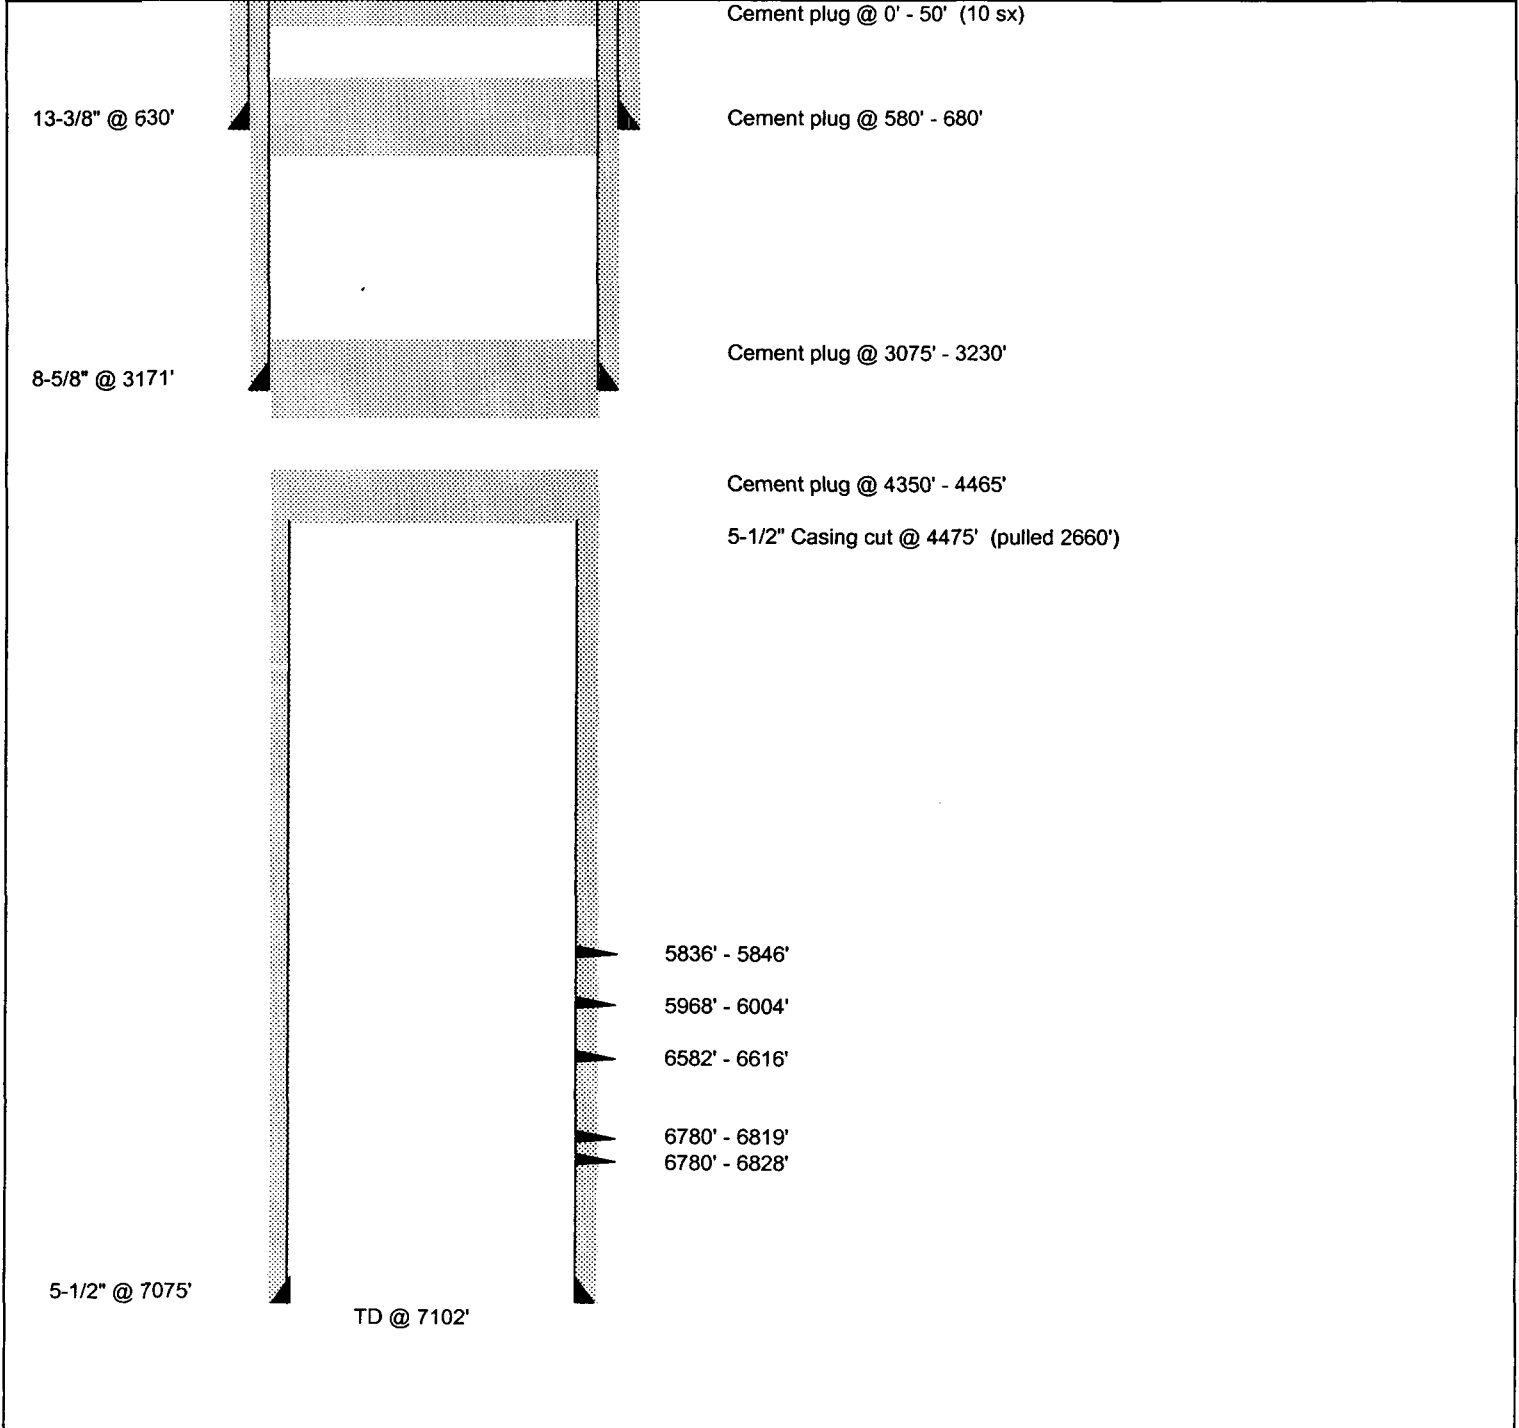 Cement plug @ 0' - 50' (10 sx)
13-3/8" @ 630'
Cement plug @ 580' - 680'
Cement plug @ 3075' - 3230'
8-5/8" @ 3171'
Cement plug @ 4350' - 4465'
5-1/2" Casing cut @ 4475' (pulled 2660')
5836' - 5846'
5968' - 6004'
6582' - 6616'
6780' - 6819'
6780' - 6828'
5-1/2" @ 7075'
TD @ 7102'